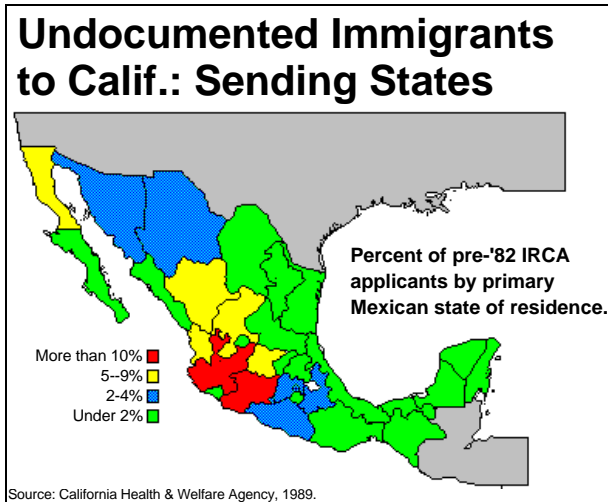 Undocumented Immigrants
to Calif.: Sending States
Percent of pre-'82 IRCA
applicants by primary
Mexican state of residence.
More than 10%
5--9%
2-4%
Under 2%
Source: California Health & Welfare Agency, 1989.